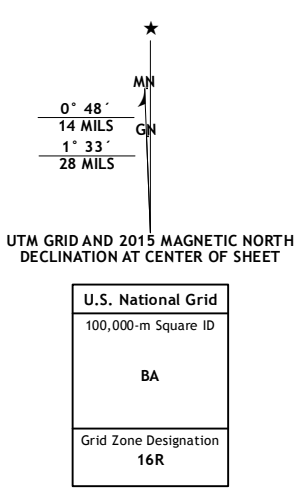 MN
0° 48´
14 MILS
GN
1° 33´
28 MILS
UTM GRID AND 2015 MAGNETIC NORTH
DECLINATION AT CENTER OF SHEET
U.S. National Grid
100,000-m Square ID
BA
Grid Zone Designation
16R